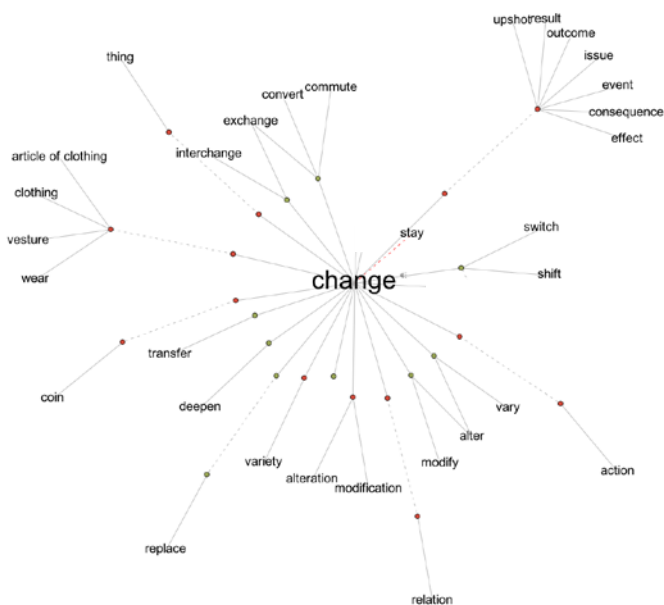 upshot
result
outcome
issue
event
consequence
effect
thing
commute
convert
exchange
interchange
article of clothing
clothing
vesture
wear
stay
switch
shift
change
transfer
coin
deepen
vary
alter
variety
modify
action
alteration
modification
replace
relation